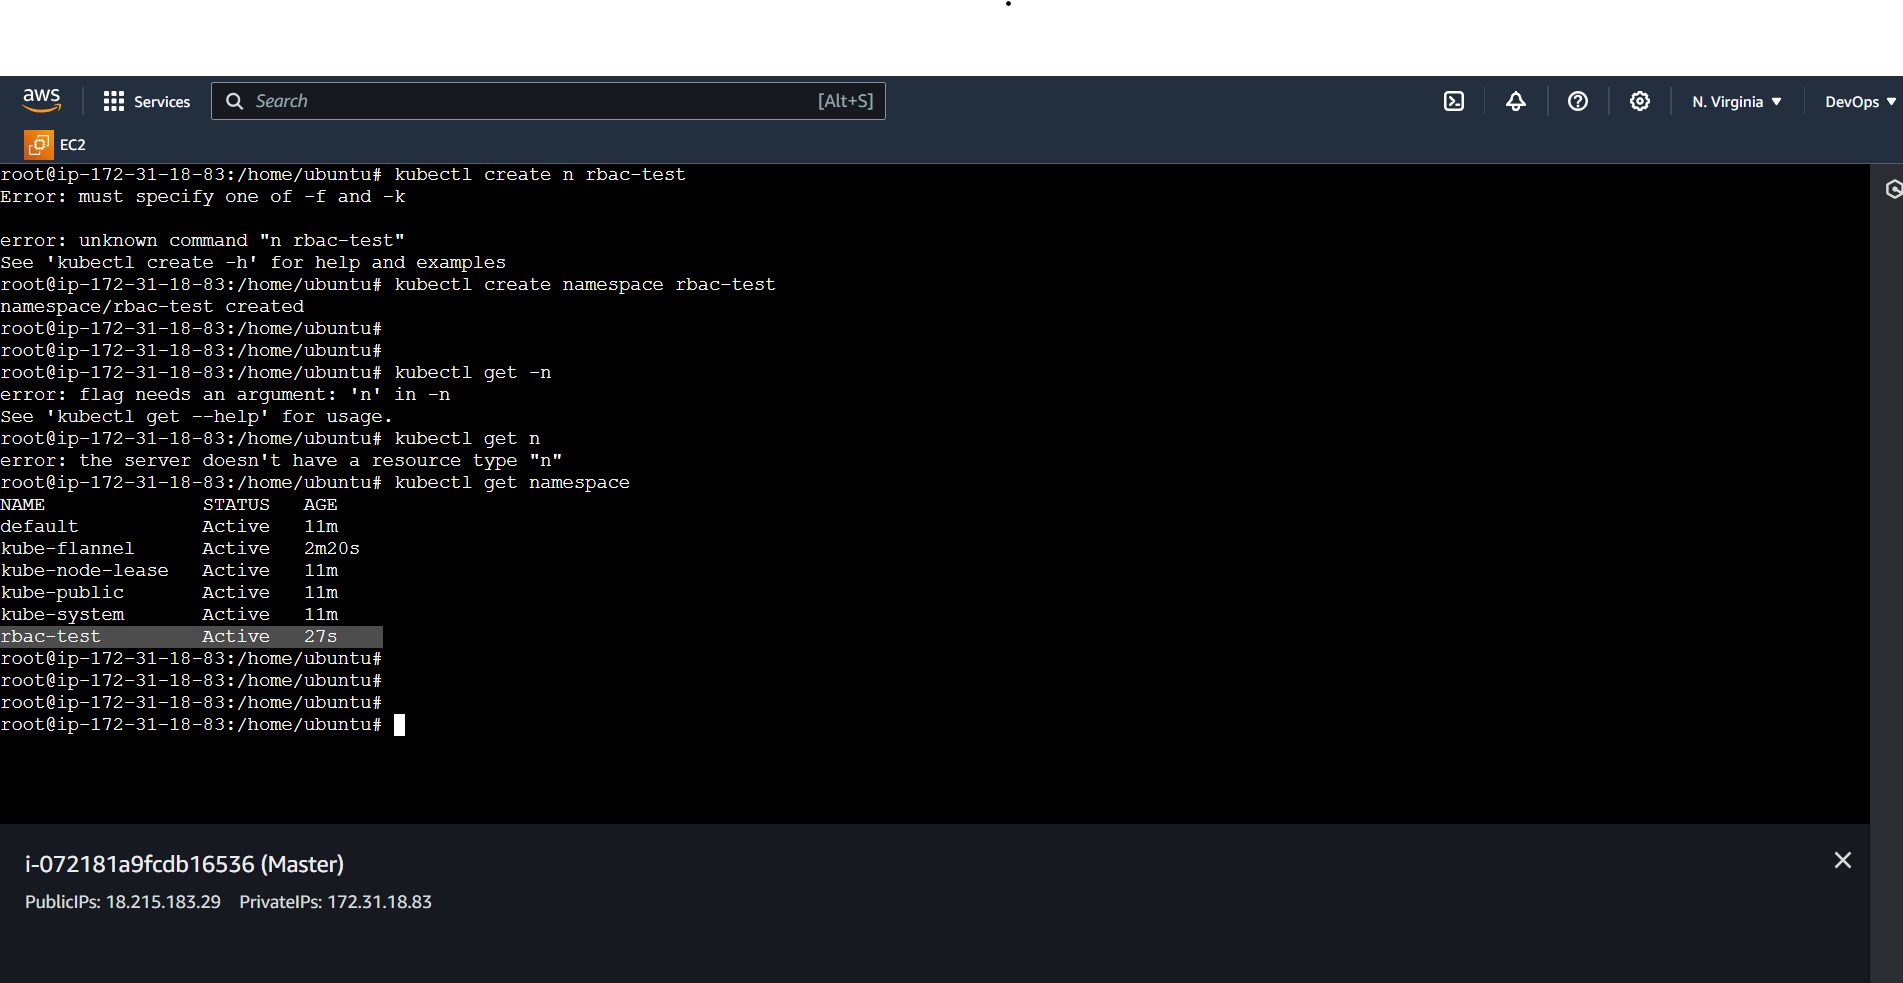 aws
Services
Search
[Alt+S]
N. Virginia
DevOps
EC2
root@ip-172-31-18-83:/home/ubuntu# kubectl create n rbac-test
Error: must specify one of -f and -k
error: unknown command "n rbac-test"
See 'kubectl create -h' for help and examples
root@ip-172-31-18-83:/home/ubuntu# kubectl create namespace rbac-test
namespace/rbac-test created
root@ip-172-31-18-83:/home/ubuntu#
root@ip-172-31-18-83:/home/ubuntu#
root@ip-172-31-18-83:/home/ubuntu# kubectl get -n
error: flag needs an argument: 'n' in -n
See 'kubectl get --help' for usage.
root@ip-172-31-18-83:/home/ubuntu# kubectl get n
error: the server doesn't have a resource type "n"
root@ip-172-31-18-83:/home/ubuntu# kubectl get namespace
NAME STATUS AGE
default Active 11m
kube-flannel Active 2m20s
kube-node-lease Active 11m
kube-public Active 11m
kube-system Active 11m
rbac-test Active 27s
root@ip-172-31-18-83:/home/ubuntu#
root@ip-172-31-18-83:/home/ubuntu#
root@ip-172-31-18-83:/home/ubuntu#
root@ip-172-31-18-83:/home/ubuntu#
i-072181a9fcdb16536 (Master)
PublicIPs: 18.215.183.29 PrivateIPs: 172.31.18.83